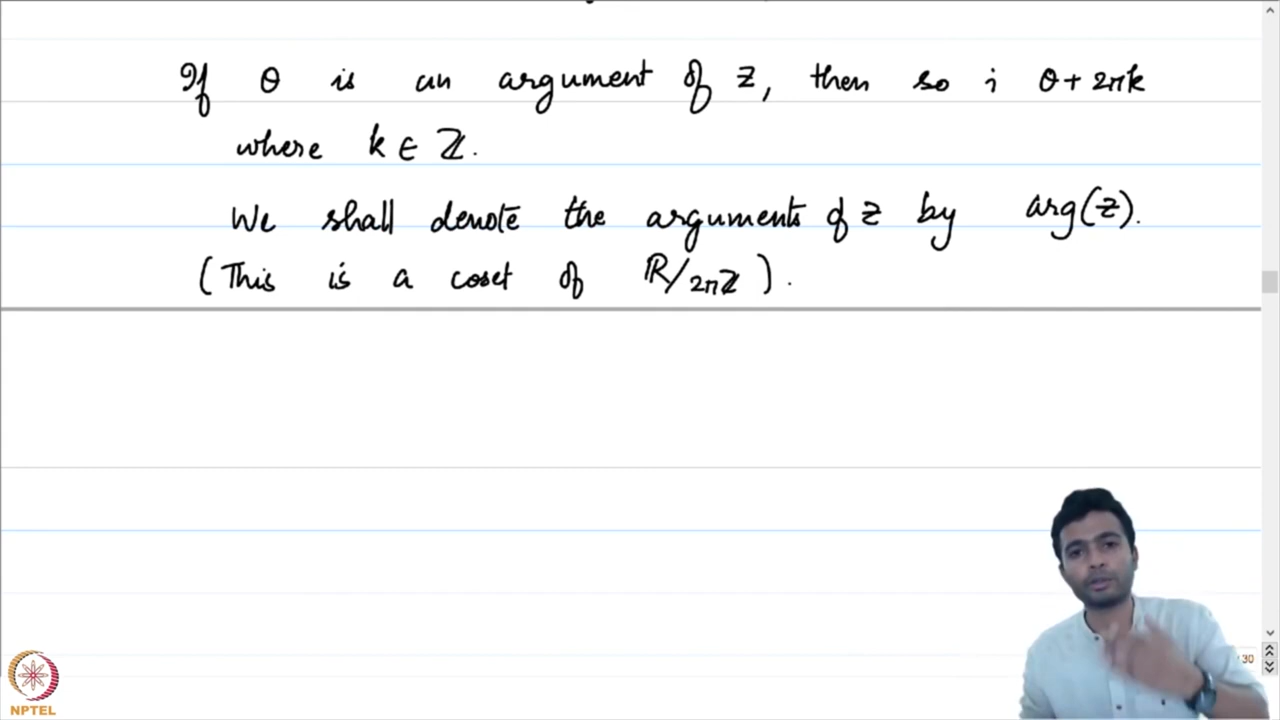 If θ is an argument of z, then so i θ + 2πk
where k ∈ ℤ.
We shall denote the arguments of z by arg(z).
(This is a coset of ℝ/2πℤ).
30
NPTEL